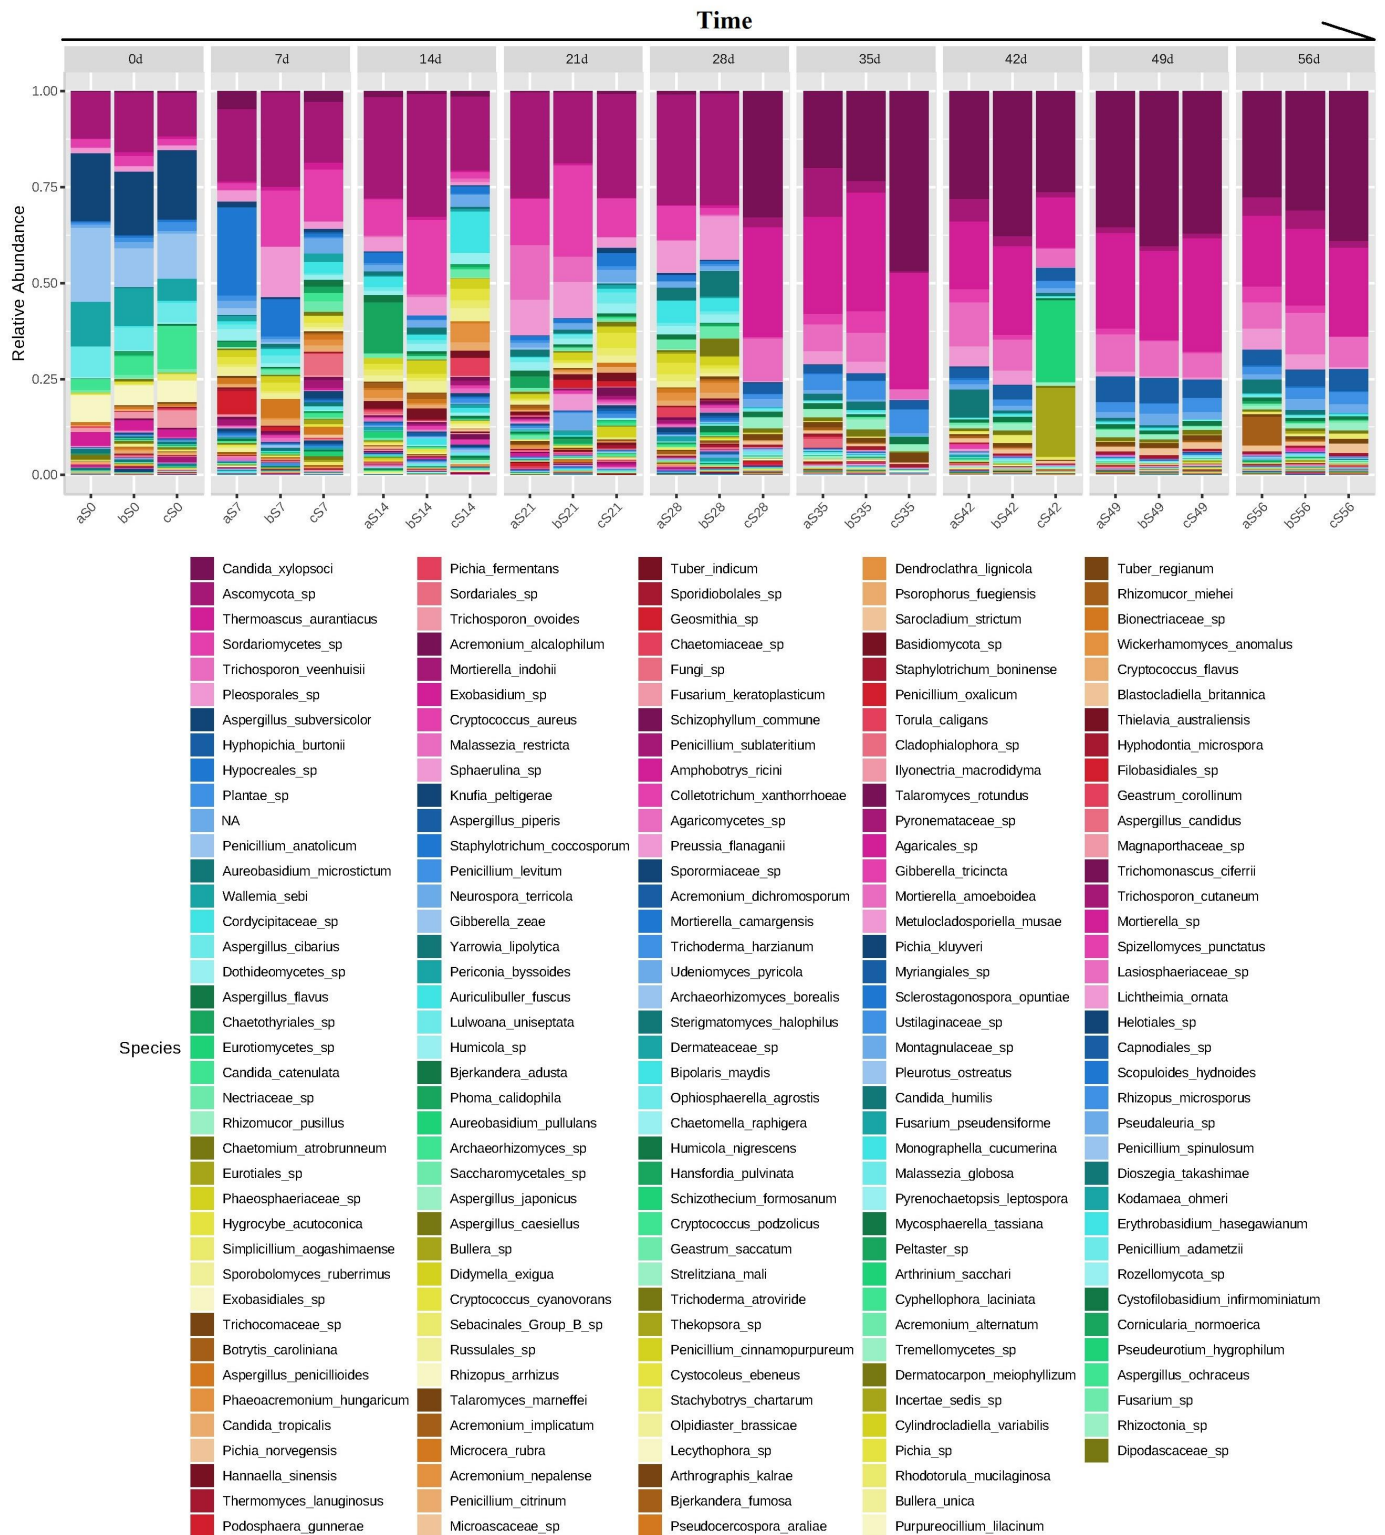 Time
0d 7d 14d 21d 28d 35d 42d 49d 56d
1.00
0.75
0.50
0.25
0.00
Relative Abundance
aS0 bS0 cS0 aS7 bS7 cS7 aS14 bS14 cS14 aS21 bS21 cS21 aS28 bS28 cS28 aS35 bS35 cS35 aS42 bS42 cS42 aS49 bS49 cS49 aS56 bS56 cS56
Species
Candida_xylopsoci
Ascomycota_sp
Thermoascus_aurantiacus
Sordariomycetes_sp
Trichosporon_veenhuisii
Pleosporales_sp
Aspergillus_subversicolor
Hyphopichia_burtonii
Hypocreales_sp
Plantae_sp
NA
Penicillium_anatolicum
Aureobasidium_microstictum
Wallemia_sebi
Cordycipitaceae_sp
Aspergillus_cibarius
Dothideomycetes_sp
Aspergillus_flavus
Chaetothyriales_sp
Eurotiomycetes_sp
Candida_catenulata
Nectriaceae_sp
Rhizomucor_pusillus
Chaetomium_atrobrunneum
Eurotiales_sp
Phaeosphaeriaceae_sp
Hygrocybe_acutoconica
Simplicillium_aogashimaense
Sporobolomyces_ruberrimus
Exobasidiales_sp
Trichocomaceae_sp
Botrytis_caroliniana
Aspergillus_penicillioides
Phaeoacremonium_hungaricum
Candida_tropicalis
Pichia_norvegensis
Hannaella_sinensis
Thermomyces_lanuginosus
Podosphaera_gunnerae
Pichia_fermentans
Sordariales_sp
Trichosporon_ovoides
Acremonium_alcalophilum
Mortierella_indohii
Exobasidium_sp
Cryptococcus_aureus
Malassezia_restricta
Sphaerulina_sp
Knufia_peltigerae
Aspergillus_piperis
Staphylotrichum_coccosporum
Penicillium_levitum
Neurospora_terricola
Gibberella_zeae
Yarrowia_lipolytica
Periconia_byssoides
Auriculibuller_fuscus
Lulwoana_uniseptata
Humicola_sp
Bjerkandera_adusta
Phoma_calidophila
Aureobasidium_pullulans
Archaeorhizomyces_sp
Saccharomycetales_sp
Aspergillus_japonicus
Aspergillus_caesiellus
Bullera_sp
Didymella_exigua
Cryptococcus_cyanovorans
Sebacinales_Group_B_sp
Russulales_sp
Rhizopus_arrhizus
Talaromyces_marneffei
Acremonium_implicatum
Microcera_rubra
Acremonium_nepalense
Penicillium_citrinum
Microascaceae_sp
Tuber_indicum
Sporidiobolales_sp
Geosmithia_sp
Chaetomiaceae_sp
Fungi_sp
Fusarium_keratoplasticum
Schizophyllum_commune
Penicillium_sublateritium
Amphobotrys_ricini
Colletotrichum_xanthorrhoeae
Agaricomycetes_sp
Preussia_flanaganii
Sporormiaceae_sp
Acremonium_dichromosporum
Mortierella_camargensis
Trichoderma_harzianum
Udeniomyces_pyricola
Archaeorhizomyces_borealis
Sterigmatomyces_halophilus
Dermateaceae_sp
Bipolaris_maydis
Ophiosphaerella_agrostis
Chaetomella_raphigera
Humicola_nigrescens
Hansfordia_pulvinata
Schizothecium_formosanum
Cryptococcus_podzolicus
Geastrum_saccatum
Strelitziana_mali
Trichoderma_atroviride
Thekopsora_sp
Penicillium_cinnamopurpureum
Cystocoleus_ebeneus
Stachybotrys_chartarum
Olpidiaster_brassicae
Lecythophora_sp
Arthrographis_kalrae
Bjerkandera_fumosa
Pseudocercospora_araliae
Dendroclathra_lignicola
Psorophorus_fuegiensis
Sarocladium_strictum
Basidiomycota_sp
Staphylotrichum_boninense
Penicillium_oxalicum
Torula_caligans
Cladophialophora_sp
Ilyonectria_macrodidyma
Talaromyces_rotundus
Pyronemataceae_sp
Agaricales_sp
Gibberella_tricincta
Mortierella_amoeboidea
Metulocladosporiella_musae
Pichia_kluyveri
Myriangiales_sp
Sclerostagonospora_opuntiae
Ustilaginaceae_sp
Montagnulaceae_sp
Pleurotus_ostreatus
Candida_humilis
Fusarium_pseudensiforme
Monographella_cucumerina
Malassezia_globosa
Pyrenochaetopsis_leptospora
Mycosphaerella_tassiana
Peltaster_sp
Arthrinium_sacchari
Cyphellophora_laciniata
Acremonium_alternatum
Tremellomycetes_sp
Dermatocarpon_meiophyllizum
Incertae_sedis_sp
Cylindrocladiella_variabilis
Pichia_sp
Rhodotorula_mucilaginosa
Bullera_unica
Purpureocillium_lilacinum
Tuber_regianum
Rhizomucor_miehei
Bionectriaceae_sp
Wickerhamomyces_anomalus
Cryptococcus_flavus
Blastocladiella_britannica
Thielavia_australiensis
Hyphodontia_microspora
Filobasidiales_sp
Geastrum_corollinum
Aspergillus_candidus
Magnaporthaceae_sp
Trichomonascus_ciferrii
Trichosporon_cutaneum
Mortierella_sp
Spizellomyces_punctatus
Lasiosphaeriaceae_sp
Lichtheimia_ornata
Helotiales_sp
Capnodiales_sp
Scopuloides_hydnoides
Rhizopus_microsporus
Pseudaleuria_sp
Penicillium_spinulosum
Dioszegia_takashimae
Kodamaea_ohmeri
Erythrobasidium_hasegawianum
Penicillium_adametzii
Rozellomycota_sp
Cystofilobasidium_infirmominiatum
Cornicularia_normoerica
Pseudeurotium_hygrophilum
Aspergillus_ochraceus
Fusarium_sp
Rhizoctonia_sp
Dipodascaceae_sp